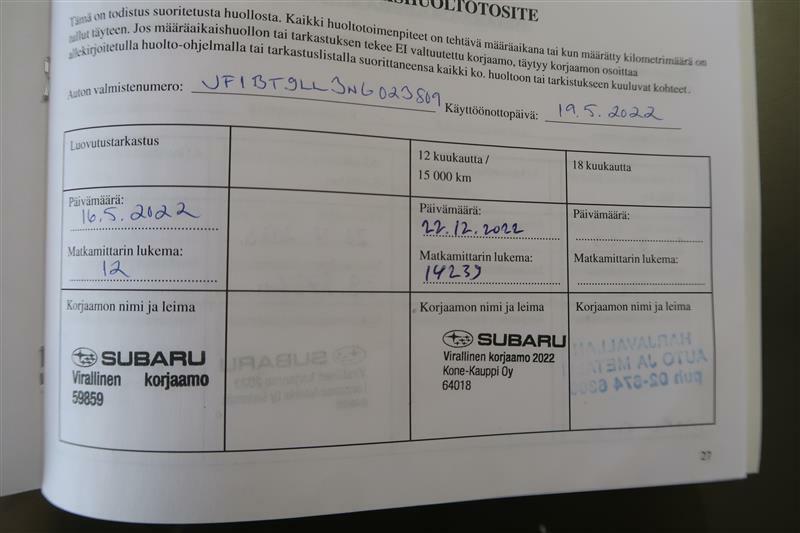 SHUOLTOTOSITE
Tämä on todistus suoritetusta huollosta. Kaikki huoltotoimenpiteet on tehtävä määräaikana tai kun määrätty kilometrimäärä on
tullut täyteen. Jos määräaikaishuollon tai tarkastuksen tekee EI valtuutettu korjaamo, täytyy korjaamon osoittaa
allekirjoitetulla huolto-ohjelmalla tai tarkastuslistalla suorittaneensa kaikki ko. huoltoon tai tarkistukseen kuuluvat kohteet.
Auton valmistenumero: JF1BT9LL3NG023809 Käyttöönottopäivä: 19.5.2022
Luovutustarkastus
12 kuukautta /
15 000 km
18 kuukautta
Päivämäärä:
16.5.2022
Päivämäärä:
22.12.2022
Päivämäärä:
Matkamittarin lukema:
12
Matkamittarin lukema:
14239
Matkamittarin lukema:
Korjaamon nimi ja leima
SUBARU
Virallinen korjaamo
59859
Korjaamon nimi ja leima
SUBARU
Virallinen korjaamo 2022
Kone-Kauppi Oy
64018
Korjaamon nimi ja leima
27